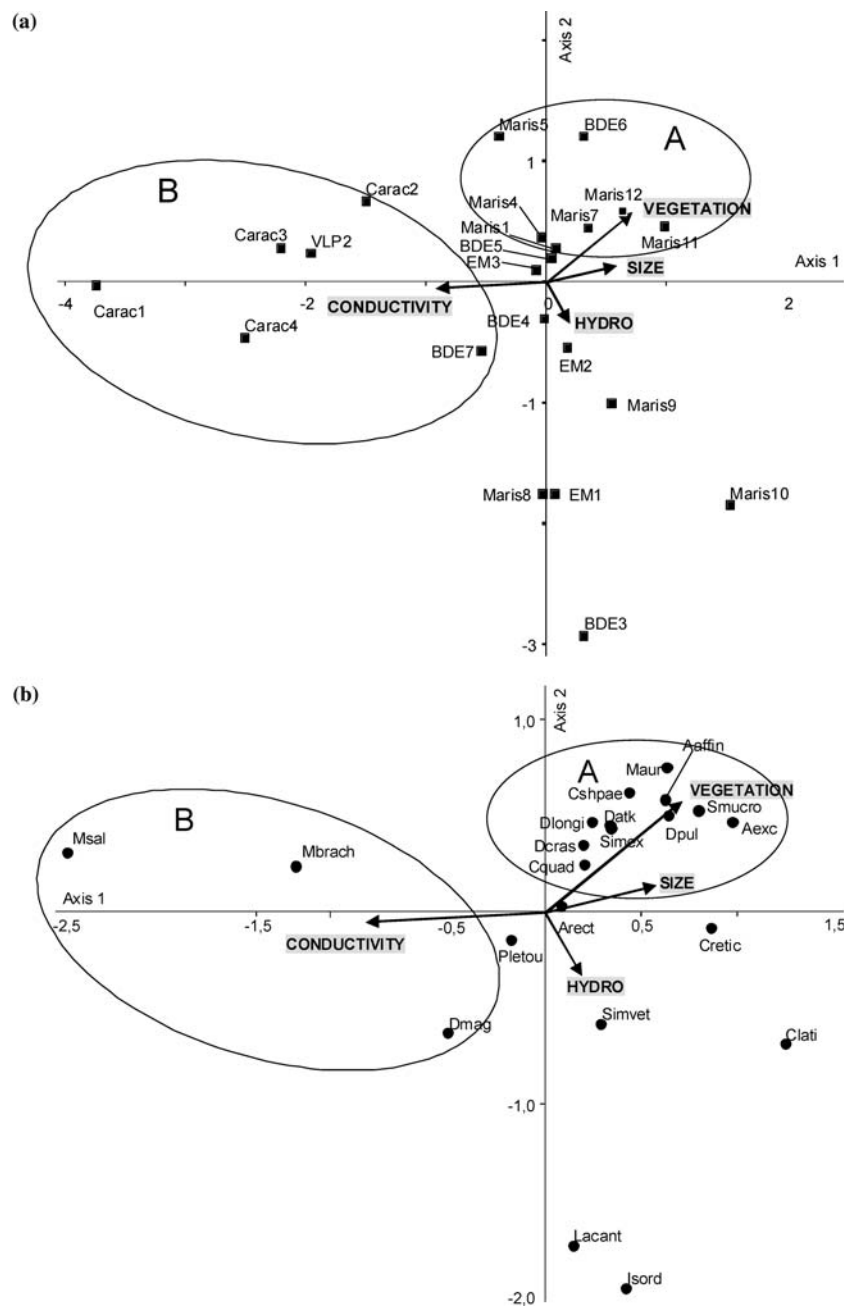 (a)
Axis 2
Maris5
BDE6
A
1
B
Carac2
Maris4
Maris12
VEGETATION
Maris7
Maris1
Carac3
VLP2
BDE5
Maris11
EM3
SIZE
Axis 1
-4
-2
0
2
Carac1
CONDUCTIVITY
HYDRO
BDE4
Carac4
BDE7
EM2
-1
Maris9
Maris8
EM1
Maris10
BDE3
-3
(b)
1,0
Axis 2
Aaffin
A
Maur
B
Cshpae
VEGETATION
Smucro
Dlongi
Datk
Msal
Mbrach
Simex
Dpul
Aexc
Dcras
Cquad
SIZE
Axis 1
-2,5
-1,5
-0,5
0,5
1,5
Arect
CONDUCTIVITY
Pletou
Cretic
HYDRO
Dmag
Simvet
Clati
-1,0
Lacant
Isord
-2,0